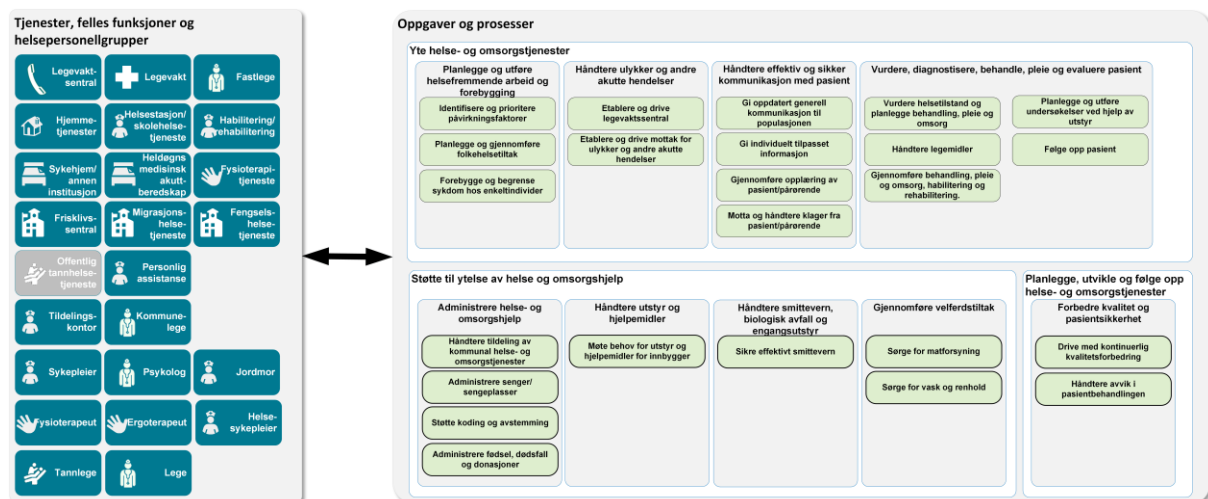 Tjenester, felles funksjoner og
helsepersonellgrupper
Legevakt-
sentral
Legevakt
Fastlege
Hjemme-
tjenester
Helsestasjon/
skolehelse-
tjeneste
Habilitering/
rehabilitering
Sykehjem/
annen
institusjon
Heldøgns
medisinsk
akutt-
beredskap
Fysioterapi-
tjeneste
Frisklivs-
sentral
Migrasjons-
helse-
tjeneste
Fengsels-
helse-
tjeneste
Offentlig
tannhelse-
tjeneste
Personlig
assistanse
Tildelings-
kontor
Kommune-
lege
Sykepleier
Psykolog
Jordmor
Fysioterapeut
Ergoterapeut
Helse-
sykepleier
Tannlege
Lege
Oppgaver og prosesser
Yte helse- og omsorgstjenester
Planlegge og utføre
helsefremmende arbeid og
forebygging
Identifisere og prioritere
påvirkningsfaktorer
Planlegge og gjennomføre
folkehelsetiltak
Forebygge og begrense
sykdom hos enkeltindivider
Håndtere ulykker og andre
akutte hendelser
Etablere og drive
legevaktssentral
Etablere og drive mottak for
ulykker og andre akutte
hendelser
Håndtere effektiv og sikker
kommunikasjon med pasient
Gi oppdatert generell
kommunikasjon til
populasjonen
Gi individuelt tilpasset
informasjon
Gjennomføre opplæring av
pasient/pårørende
Motta og håndtere klager fra
pasient/pårørende
Vurdere, diagnostisere, behandle, pleie og evaluere pasient
Vurdere helsetilstand og
planlegge behandling, pleie og
omsorg
Planlegge og utføre
undersøkelser ved hjelp av
utstyr
Håndtere legemidler
Følge opp pasient
Gjennomføre behandling, pleie
og omsorg, habilitering og
rehabilitering.
Støtte til ytelse av helse og omsorgshjelp
Administrere helse- og
omsorgshjelp
Håndtere tildeling av
kommunal helse- og
omsorgstjenester
Administrere senger/
sengeplasser
Støtte koding og avstemming
Administrere fødsel, dødsfall
og donasjoner
Håndtere utstyr og
hjelpemidler
Møte behov for utstyr og
hjelpemidler for innbygger
Håndtere smittevern,
biologisk avfall og
engangsutstyr
Sikre effektivt smittevern
Gjennomføre velferdstiltak
Sørge for matforsyning
Sørge for vask og renhold
Planlegge, utvikle og følge opp
helse- og omsorgstjenester
Forbedre kvalitet og
pasientsikkerhet
Drive med kontinuerlig
kvalitetsforbedring
Håndtere avvik i
pasientbehandlingen